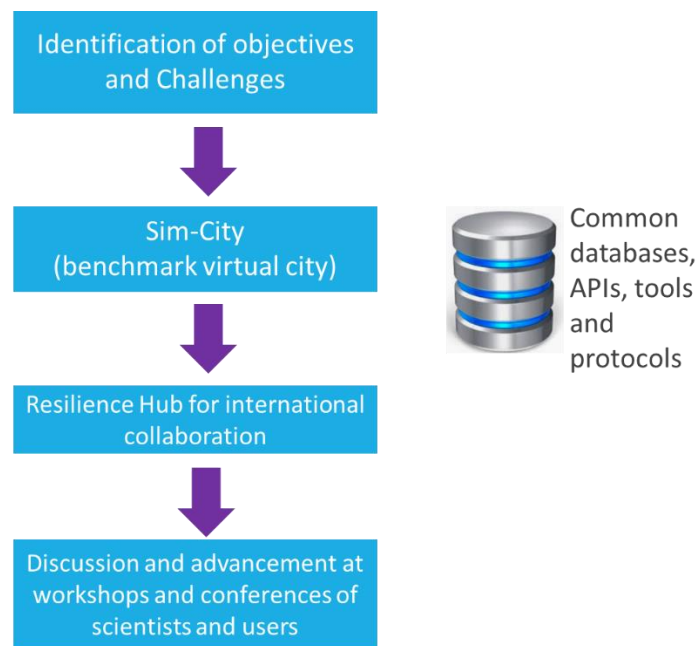 Identification of objectives
and Challenges
Sim-City
(benchmark virtual city)
Common
databases,
APIs, tools
and
protocols
Resilience Hub for international
collaboration
Discussion and advancement at
workshops and conferences of
scientists and users